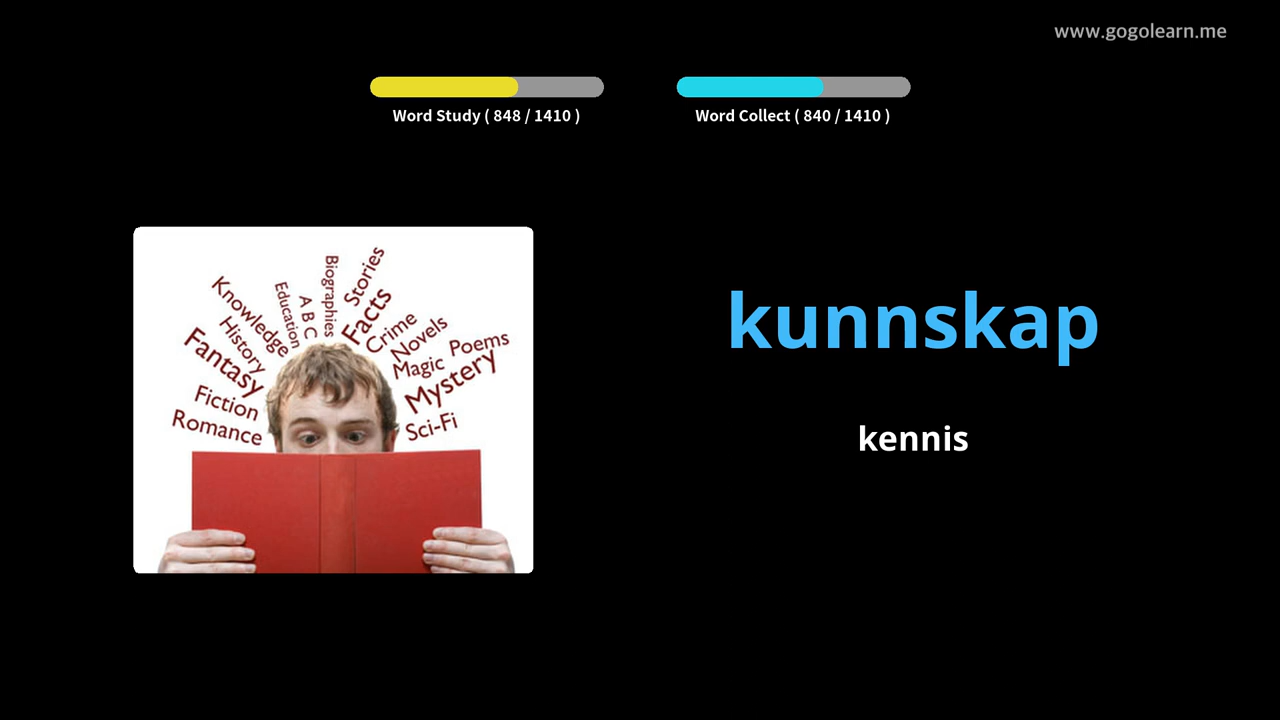 www.gogolearn.me
Word Study ( 848 / 1410 )
Word Collect ( 840 / 1410 )
Knowledge
Education
A B C
Biographies
Stories
Facts
Crime
Novels
Poems
History
Fantasy
Magic
Mystery
Fiction
Romance
Sci-Fi
kunnskap
kennis